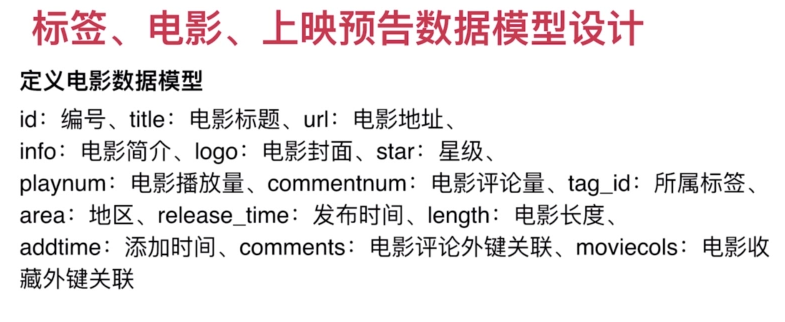 标签、电影、上映预告数据模型设计
定义电影数据模型
id：编号、title：电影标题、url：电影地址、
info：电影简介、logo：电影封面、star：星级、
playnum：电影播放量、commentnum：电影评论量、tag_id：所属标签、
area：地区、release_time：发布时间、length：电影长度、
addtime：添加时间、comments：电影评论外键关联、moviecols：电影收
藏外键关联